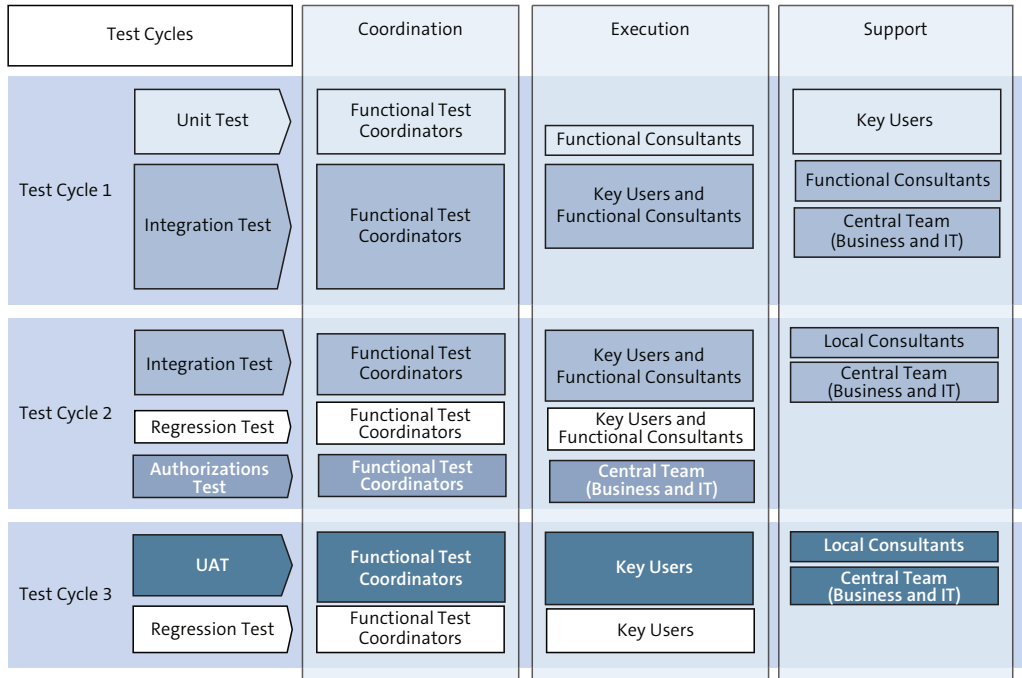 Test Cycles
Coordination
Execution
Support
Test Cycle 1
Unit Test
Functional Test
Coordinators
Functional Consultants
Key Users
Integration Test
Functional Test
Coordinators
Key Users and
Functional Consultants
Functional Consultants
Central Team
(Business and IT)
Test Cycle 2
Integration Test
Functional Test
Coordinators
Key Users and
Functional Consultants
Local Consultants
Central Team
(Business and IT)
Regression Test
Functional Test
Coordinators
Key Users and
Functional Consultants
Authorizations
Test
Functional Test
Coordinators
Central Team
(Business and IT)
Test Cycle 3
UAT
Functional Test
Coordinators
Key Users
Local Consultants
Central Team
(Business and IT)
Regression Test
Functional Test
Coordinators
Key Users